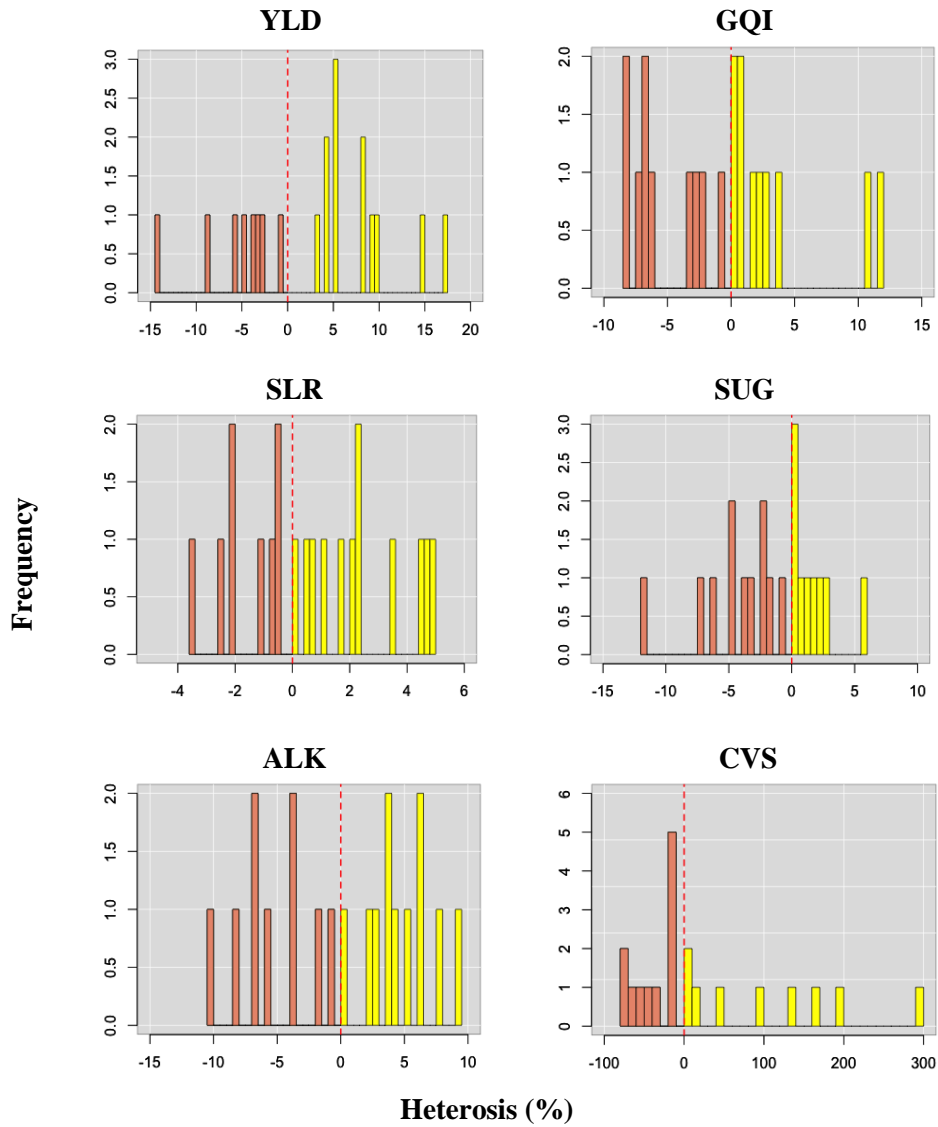 YLD
0.0 0.5 1.0 1.5 2.0 2.5 3.0
-15 -10 -5 0 5 10 15 20
GQI
0.0 0.5 1.0 1.5 2.0
-10 -5 0 5 10 15
SLR
0.0 0.5 1.0 1.5 2.0
-4 -2 0 2 4 6
SUG
0.0 0.5 1.0 1.5 2.0 2.5 3.0
-15 -10 -5 0 5 10
ALK
0.0 0.5 1.0 1.5 2.0
-15 -10 -5 0 5 10
CVS
0 1 2 3 4 5 6
-100 0 100 200 300
Frequency
Heterosis (%)